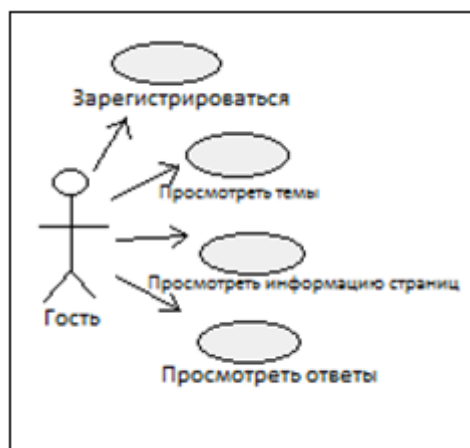 Зарегистрироваться
Просмотреть темы
Просмотреть информацию страниц
Гость
Просмотреть ответы